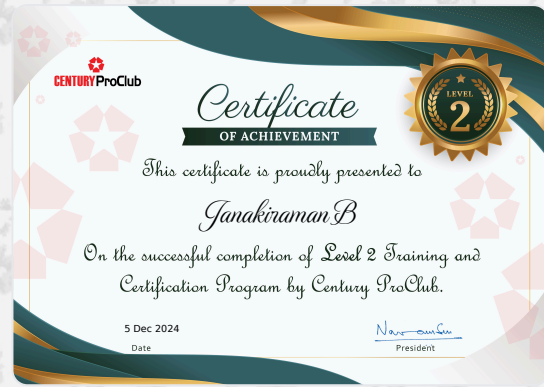 CENTURY ProClub
LEVEL
2
Certificate
OF ACHIEVEMENT
This certificate is proudly presented to
Janakiraman B
On the successful completion of Level 2 Training and
Certification Program by Century ProClub.
5 Dec 2024
Date
President